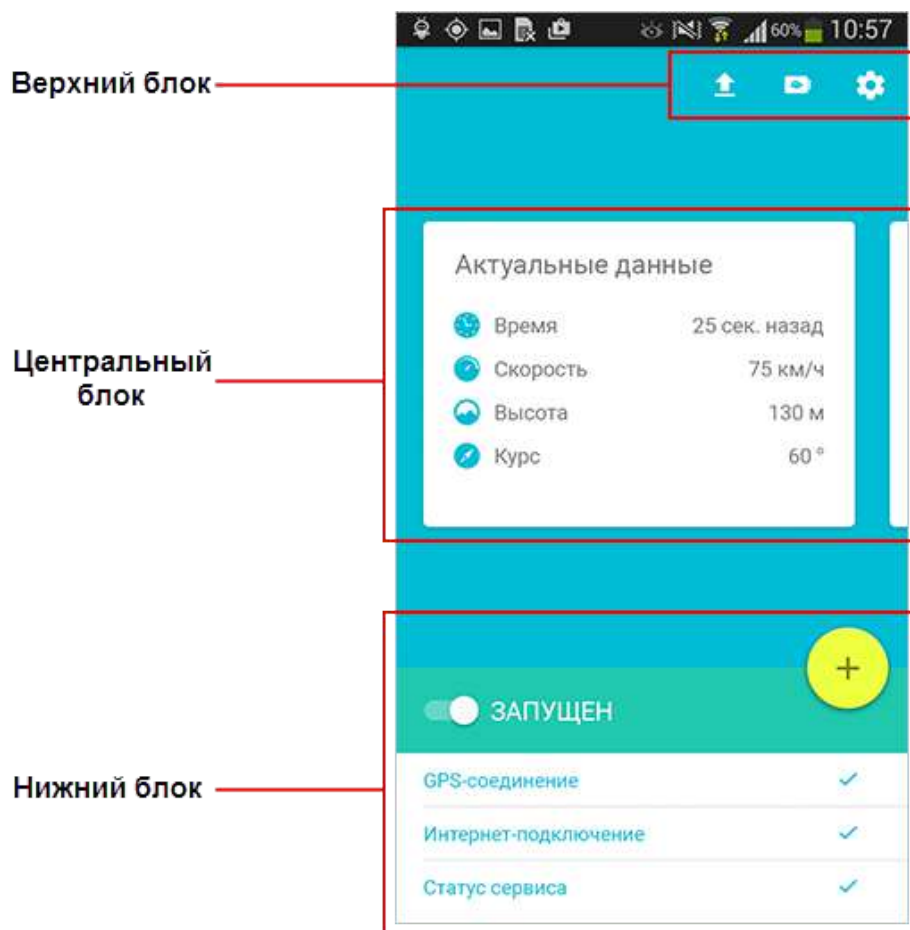 60% 10:57
Верхний блок
Актуальные данные
Время 25 сек. назад
Скорость 75 км/ч
Высота 130 м
Курс 60 °
Центральный
блок
ЗАПУЩЕН
GPS-соединение
Интернет-подключение
Статус сервиса
Нижний блок